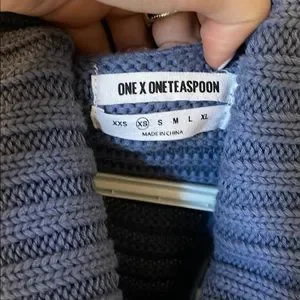 ONE X ONETEASPOON
XXS XS S M L XL
MADE IN CHINA